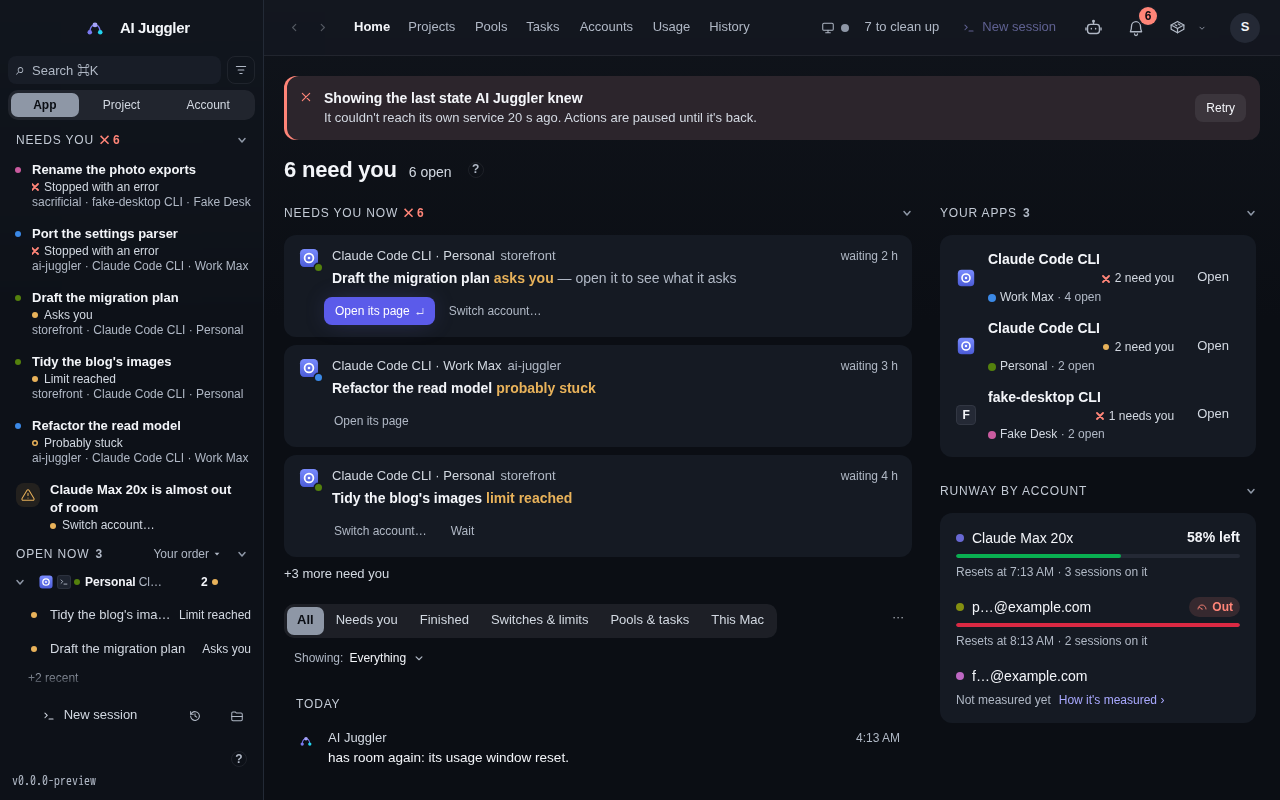 AI Juggler
Search ⌘K
App Project Account
NEEDS YOU 6
Rename the photo exports
Stopped with an error
sacrificial · fake-desktop CLI · Fake Desk
Port the settings parser
Stopped with an error
ai-juggler · Claude Code CLI · Work Max
Draft the migration plan
Asks you
storefront · Claude Code CLI · Personal
Tidy the blog's images
Limit reached
storefront · Claude Code CLI · Personal
Refactor the read model
Probably stuck
ai-juggler · Claude Code CLI · Work Max
Claude Max 20x is almost out
of room
Switch account…
OPEN NOW 3 Your order
Personal Cl… 2
Tidy the blog's ima… Limit reached
Draft the migration plan Asks you
+2 recent
New session
?
v0.0.0-preview
Home Projects Pools Tasks Accounts Usage History
7 to clean up
New session
6
S
Showing the last state AI Juggler knew
It couldn't reach its own service 20 s ago. Actions are paused until it's back.
Retry
6 need you 6 open ?
NEEDS YOU NOW 6
Claude Code CLI · Personal storefront waiting 2 h
Draft the migration plan asks you — open it to see what it asks
Open its page Switch account…
Claude Code CLI · Work Max ai-juggler waiting 3 h
Refactor the read model probably stuck
Open its page
Claude Code CLI · Personal storefront waiting 4 h
Tidy the blog's images limit reached
Switch account… Wait
+3 more need you
All Needs you Finished Switches & limits Pools & tasks This Mac
···
Showing: Everything
TODAY
AI Juggler 4:13 AM
has room again: its usage window reset.
YOUR APPS 3
Claude Code CLI
2 need you Open
Work Max · 4 open
Claude Code CLI
2 need you Open
Personal · 2 open
F
fake-desktop CLI
1 needs you Open
Fake Desk · 2 open
RUNWAY BY ACCOUNT
Claude Max 20x 58% left
Resets at 7:13 AM · 3 sessions on it
p…@example.com Out
Resets at 8:13 AM · 2 sessions on it
f…@example.com
Not measured yet How it's measured ›